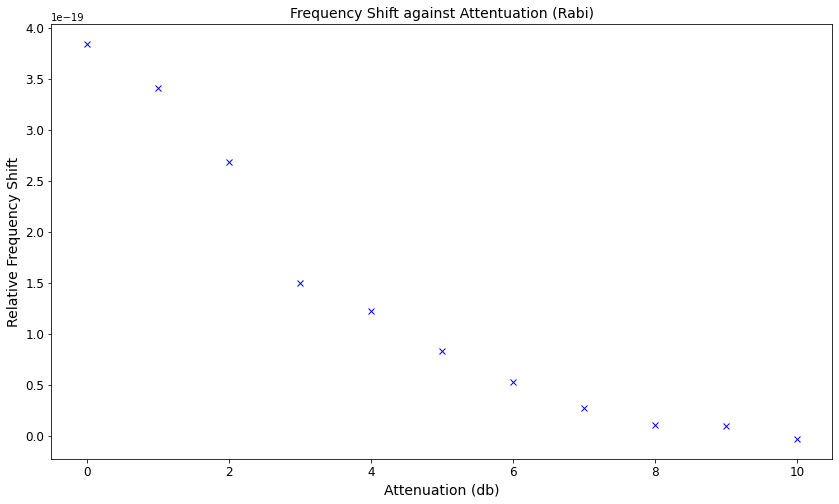 Frequency Shift against Attentuation (Rabi)
1e−19
4.0
3.5
3.0
2.5
2.0
1.5
1.0
0.5
0.0
Relative Frequency Shift
0 2 4 6 8 10
Attenuation (db)